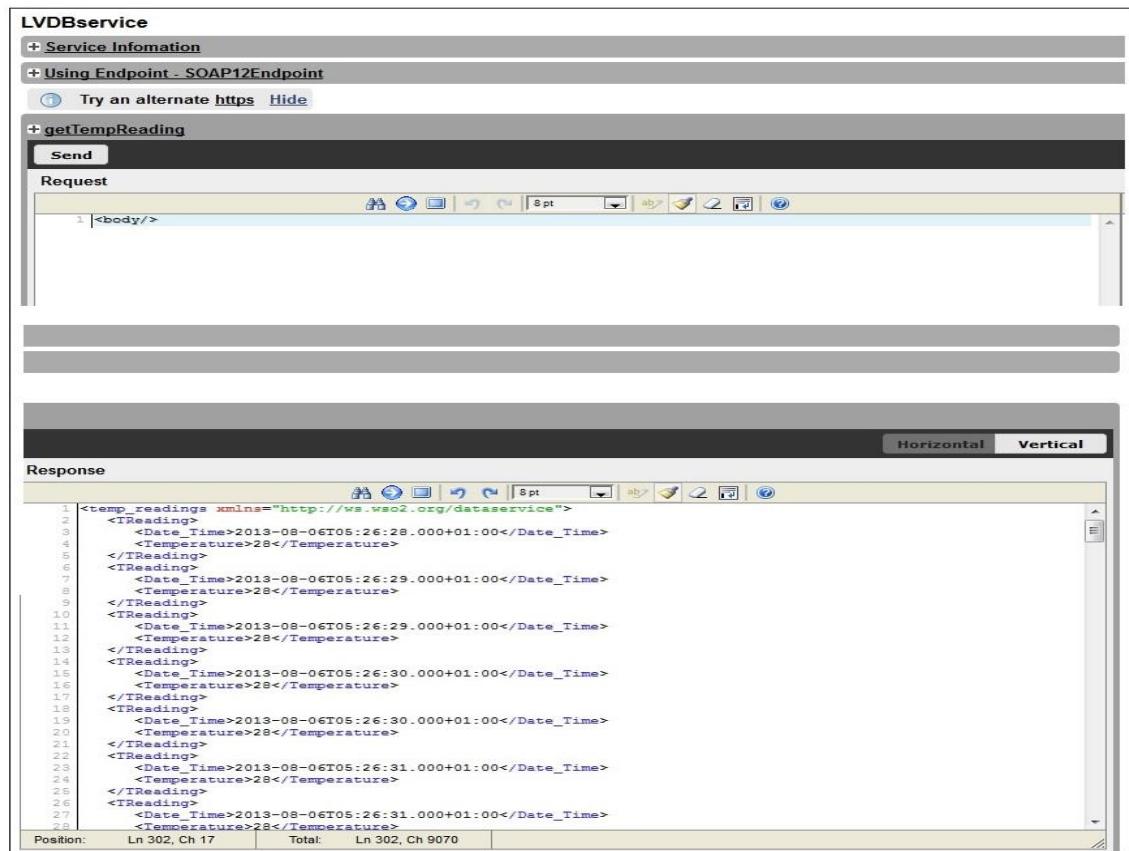 LVDBservice
+ Service Infomation
+ Using Endpoint - SOAP12Endpoint
Try an alternate https Hide
+ getTempReading
Send
Request
8 pt
1 <body/>
Horizontal Vertical
Response
8 pt
1 <temp_readings xmlns="http://ws.wso2.org/dataservice">
2 <TReading>
3 <Date_Time>2013-08-06T05:26:28.000+01:00</Date_Time>
4 <Temperature>28</Temperature>
5 </TReading>
6 <TReading>
7 <Date_Time>2013-08-06T05:26:29.000+01:00</Date_Time>
8 <Temperature>28</Temperature>
9 </TReading>
10 <TReading>
11 <Date_Time>2013-08-06T05:26:29.000+01:00</Date_Time>
12 <Temperature>28</Temperature>
13 </TReading>
14 <TReading>
15 <Date_Time>2013-08-06T05:26:30.000+01:00</Date_Time>
16 <Temperature>28</Temperature>
17 </TReading>
18 <TReading>
19 <Date_Time>2013-08-06T05:26:30.000+01:00</Date_Time>
20 <Temperature>28</Temperature>
21 </TReading>
22 <TReading>
23 <Date_Time>2013-08-06T05:26:31.000+01:00</Date_Time>
24 <Temperature>28</Temperature>
25 </TReading>
26 <TReading>
27 <Date_Time>2013-08-06T05:26:31.000+01:00</Date_Time>
28 <Temperature>28</Temperature>
Position: Ln 302, Ch 17 Total: Ln 302, Ch 9070